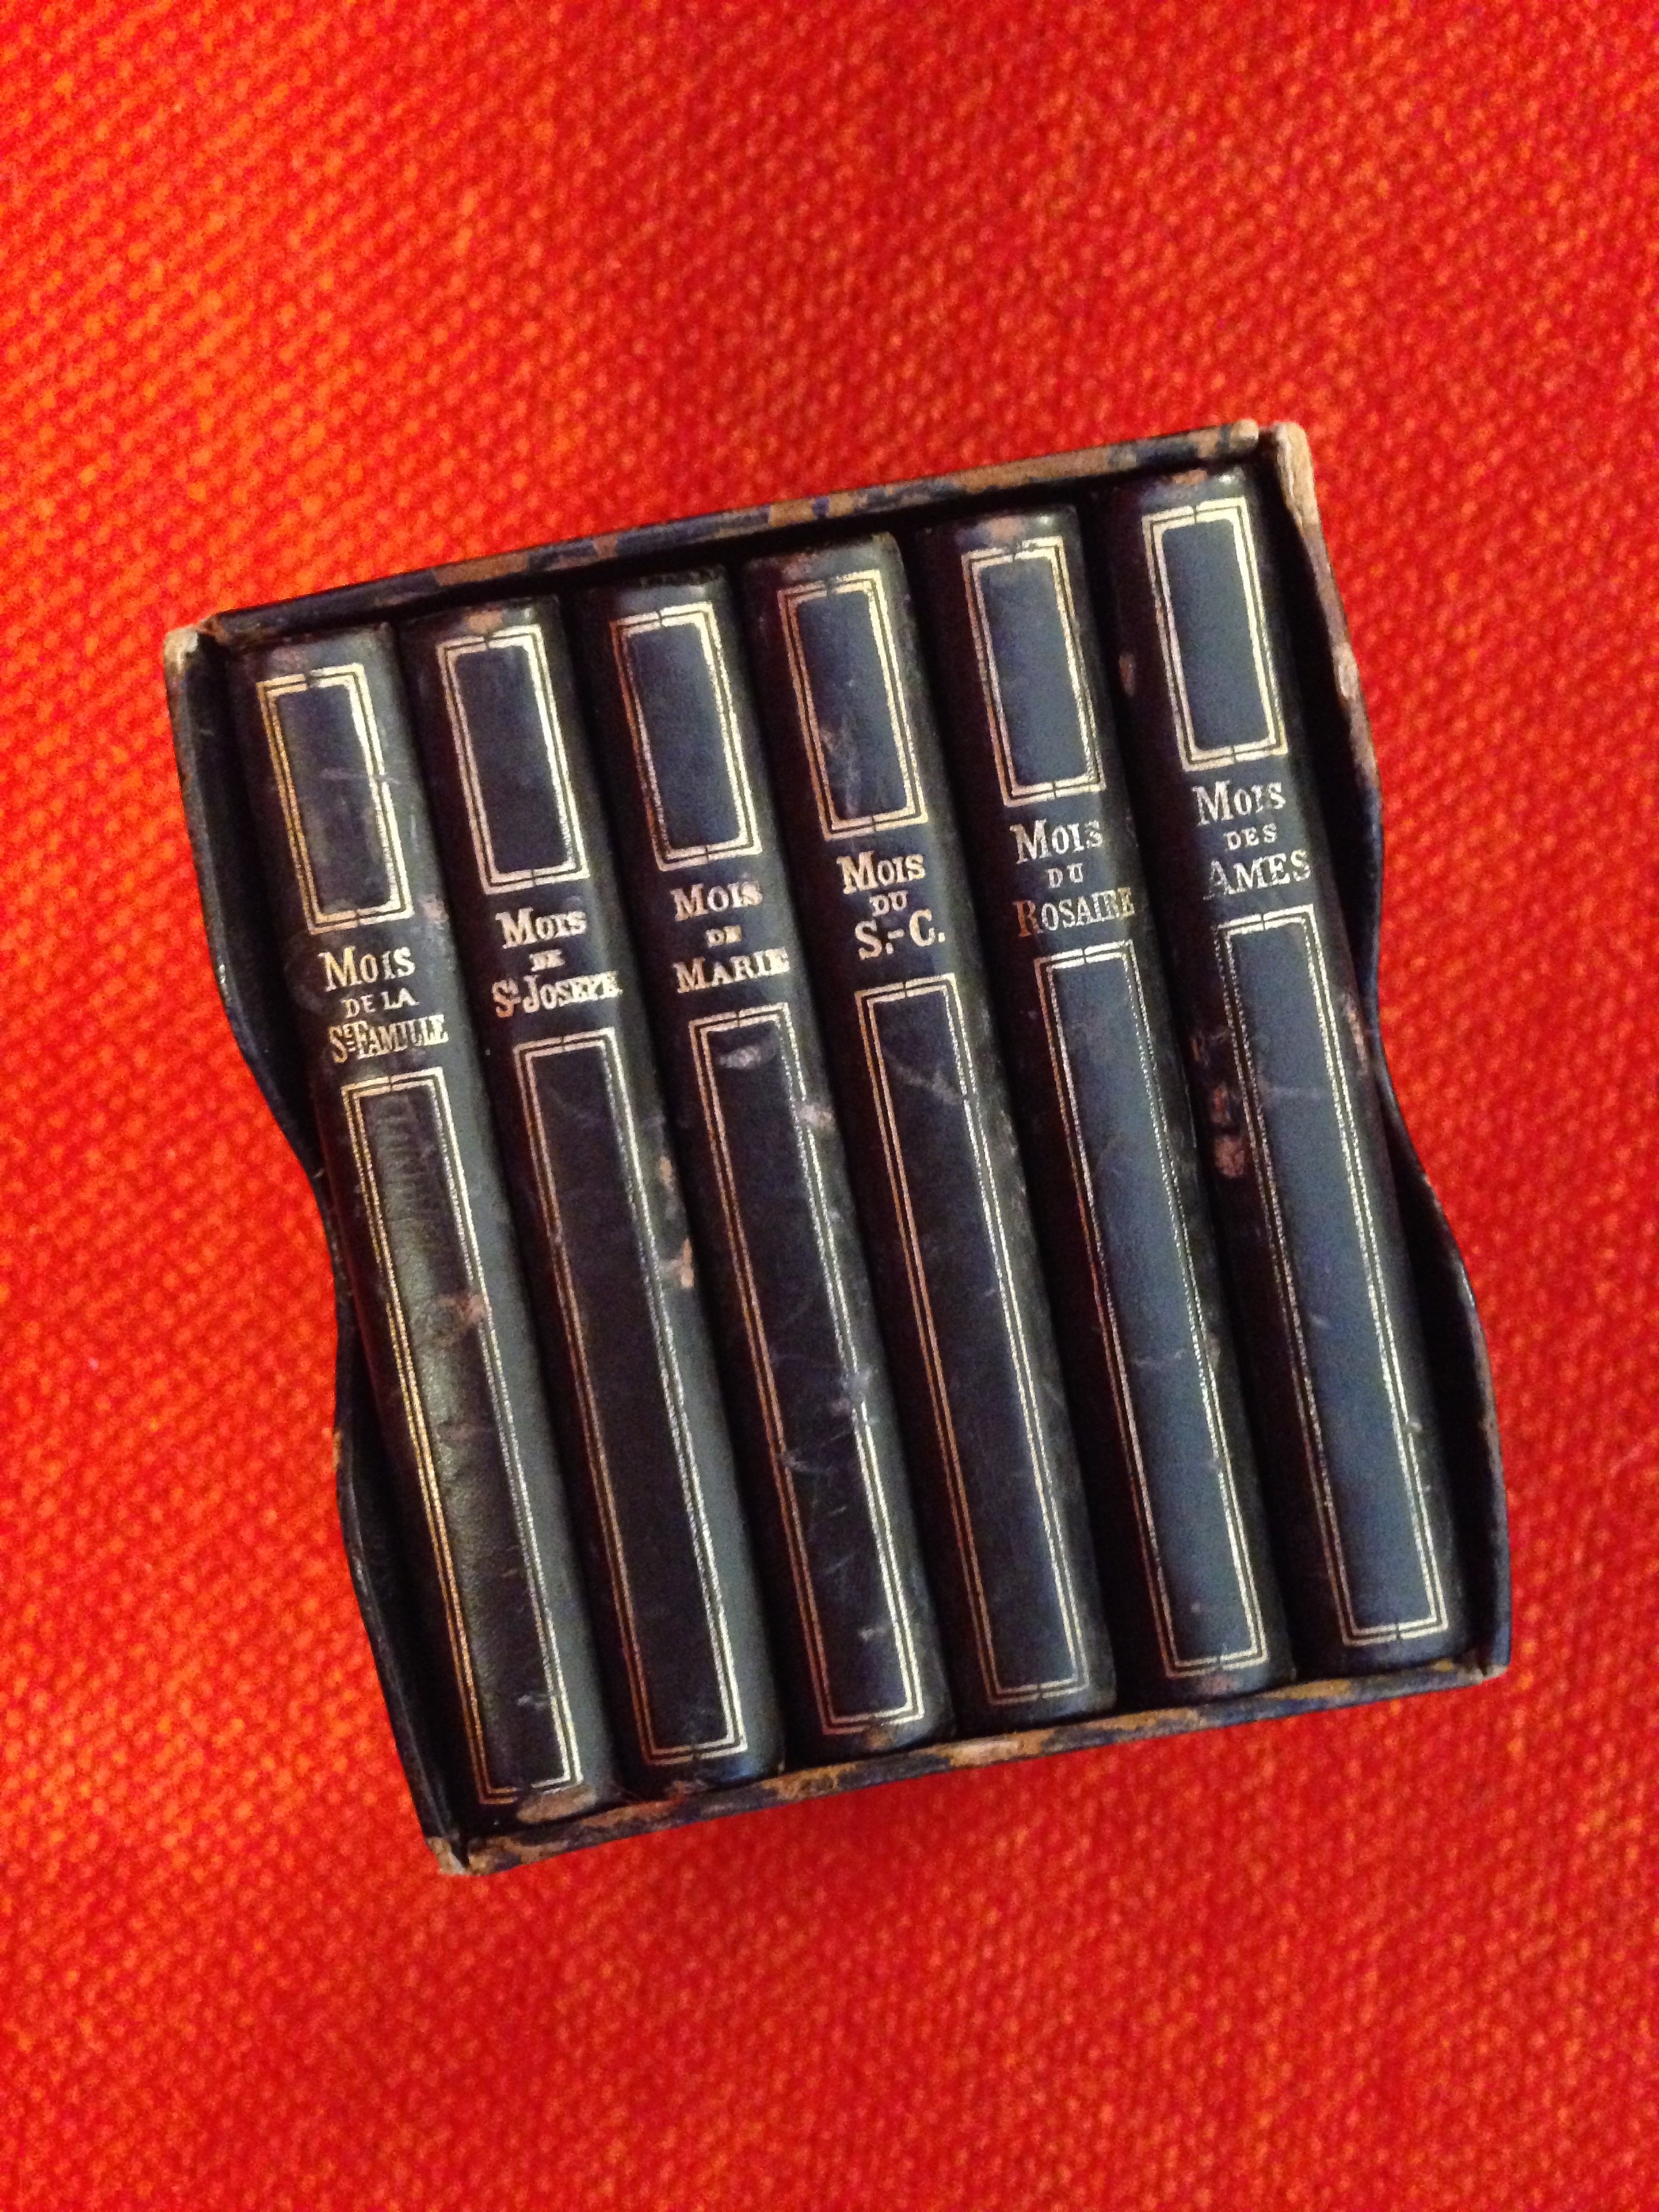 MOIS
DE LA
STE FAMILLE
MOIS
DE
ST JOSEPH
MOIS
DE
MARIE
MOIS
DU
S.-C.
MOIS
DU
ROSAIRE
MOIS
DES
AMES